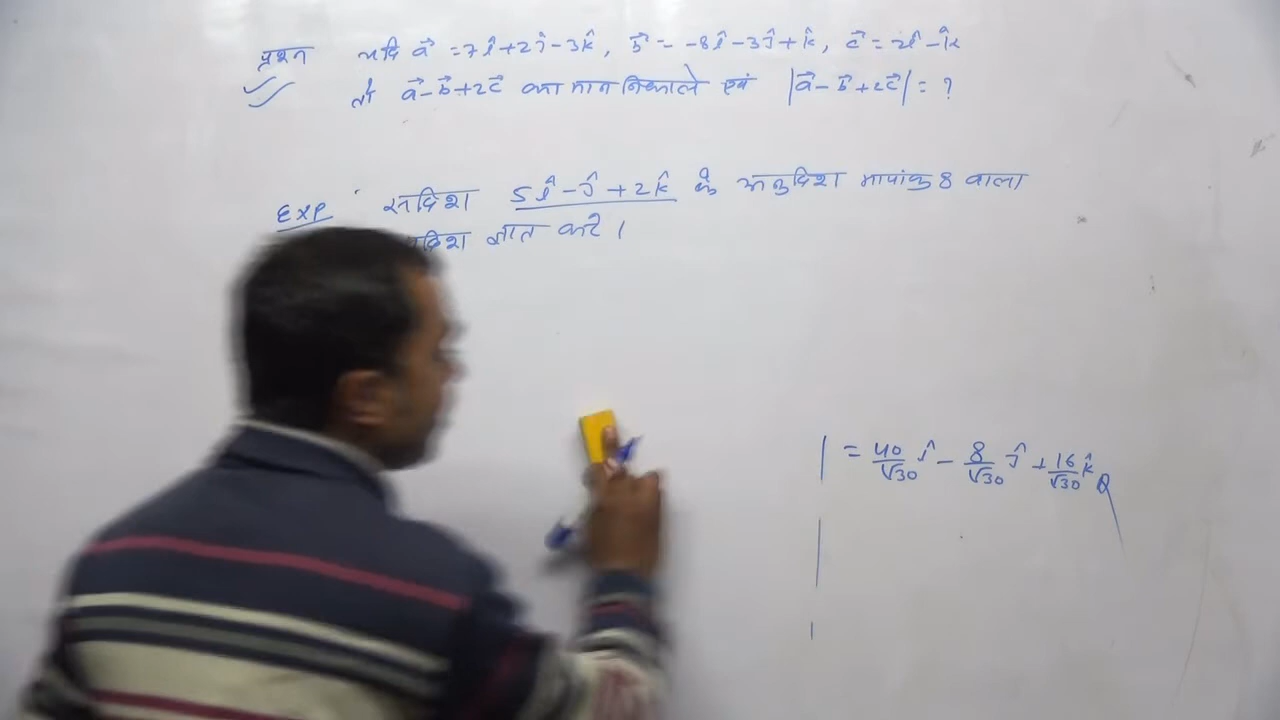 प्रश्न यदि a⃗ = 7î+2ĵ-3k̂, b⃗ = -8î-3ĵ+k̂, c⃗ = 2î-k̂
तो a⃗-b⃗+2c⃗ का मान निकाले एवं |a⃗-b⃗+2c⃗| = ?
Exp सदिश 5î-ĵ+2k̂ के अनुदिश मापांक 8 वाला
सदिश ज्ञात करे।
= 40/√30 î - 8/√30 ĵ + 16/√30 k̂